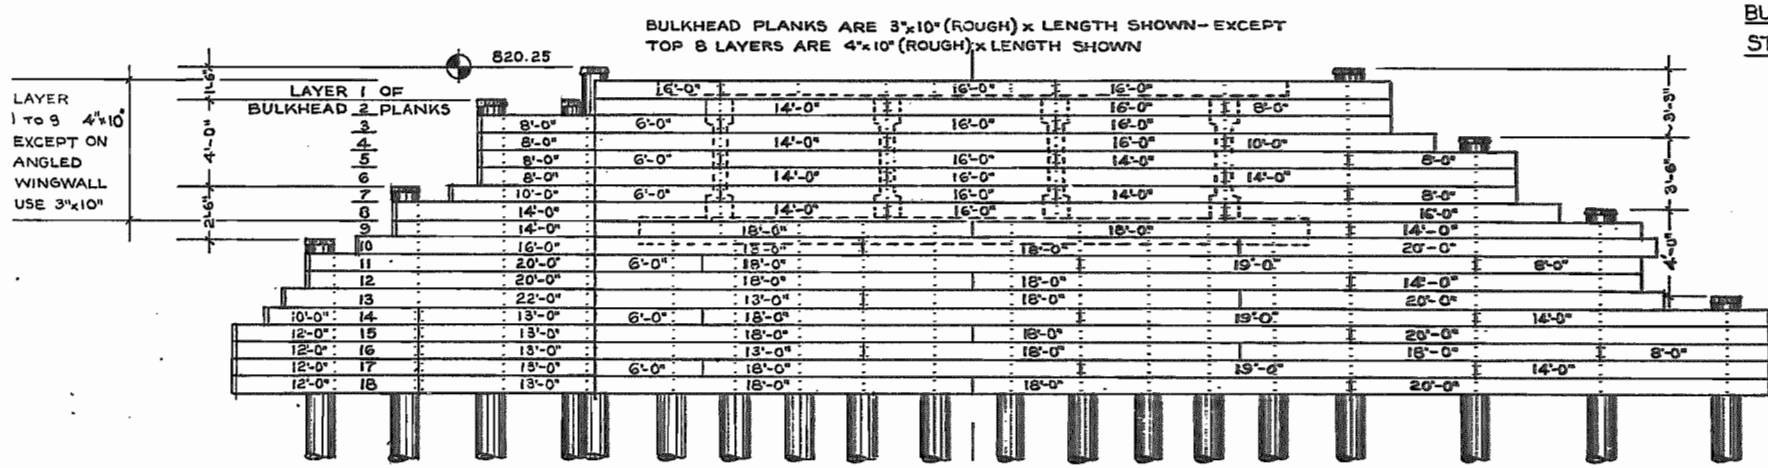 BULKHEAD PLANKS ARE 3"x10" (ROUGH) x LENGTH SHOWN - EXCEPT
TOP 8 LAYERS ARE 4"x10" (ROUGH) x LENGTH SHOWN
BU
ST
820.25
1'-6"
4'-0"
2'-6"
LAYER
1 TO 8 4"x10"
EXCEPT ON
ANGLED
WINGWALL
USE 3"x10"
LAYER 1 OF 16'-0" 16'-0" 16'-0"
BULKHEAD 2 PLANKS 14'-0" 16'-0" 8'-0"
3 8'-0" 6'-0" 16'-0" 16'-0"
4 8'-0" 14'-0" 16'-0" 10'-0"
5 8'-0" 6'-0" 16'-0" 14'-0" 8'-0"
6 8'-0" 14'-0" 16'-0" 14'-0"
7 10'-0" 6'-0" 16'-0" 14'-0" 8'-0"
8 14'-0" 14'-0" 16'-0" 16'-0"
9 14'-0" 18'-0" 18'-0" 14'-0"
10 16'-0" 13'-0" 18'-0" 20'-0"
11 20'-0" 6'-0" 18'-0" 19'-0" 8'-0"
12 20'-0" 18'-0" 18'-0" 14'-0"
13 22'-0" 13'-0" 18'-0" 20'-0"
10'-0" 14 13'-0" 6'-0" 18'-0" 19'-0" 14'-0"
12'-0" 15 13'-0" 18'-0" 18'-0" 20'-0"
12'-0" 16 13'-0" 13'-0" 18'-0" 18'-0" 8'-0"
12'-0" 17 13'-0" 6'-0" 18'-0" 19'-0" 14'-0"
12'-0" 18 13'-0" 18'-0" 18'-0" 20'-0"
3'-3"
3'-6"
4'-0"